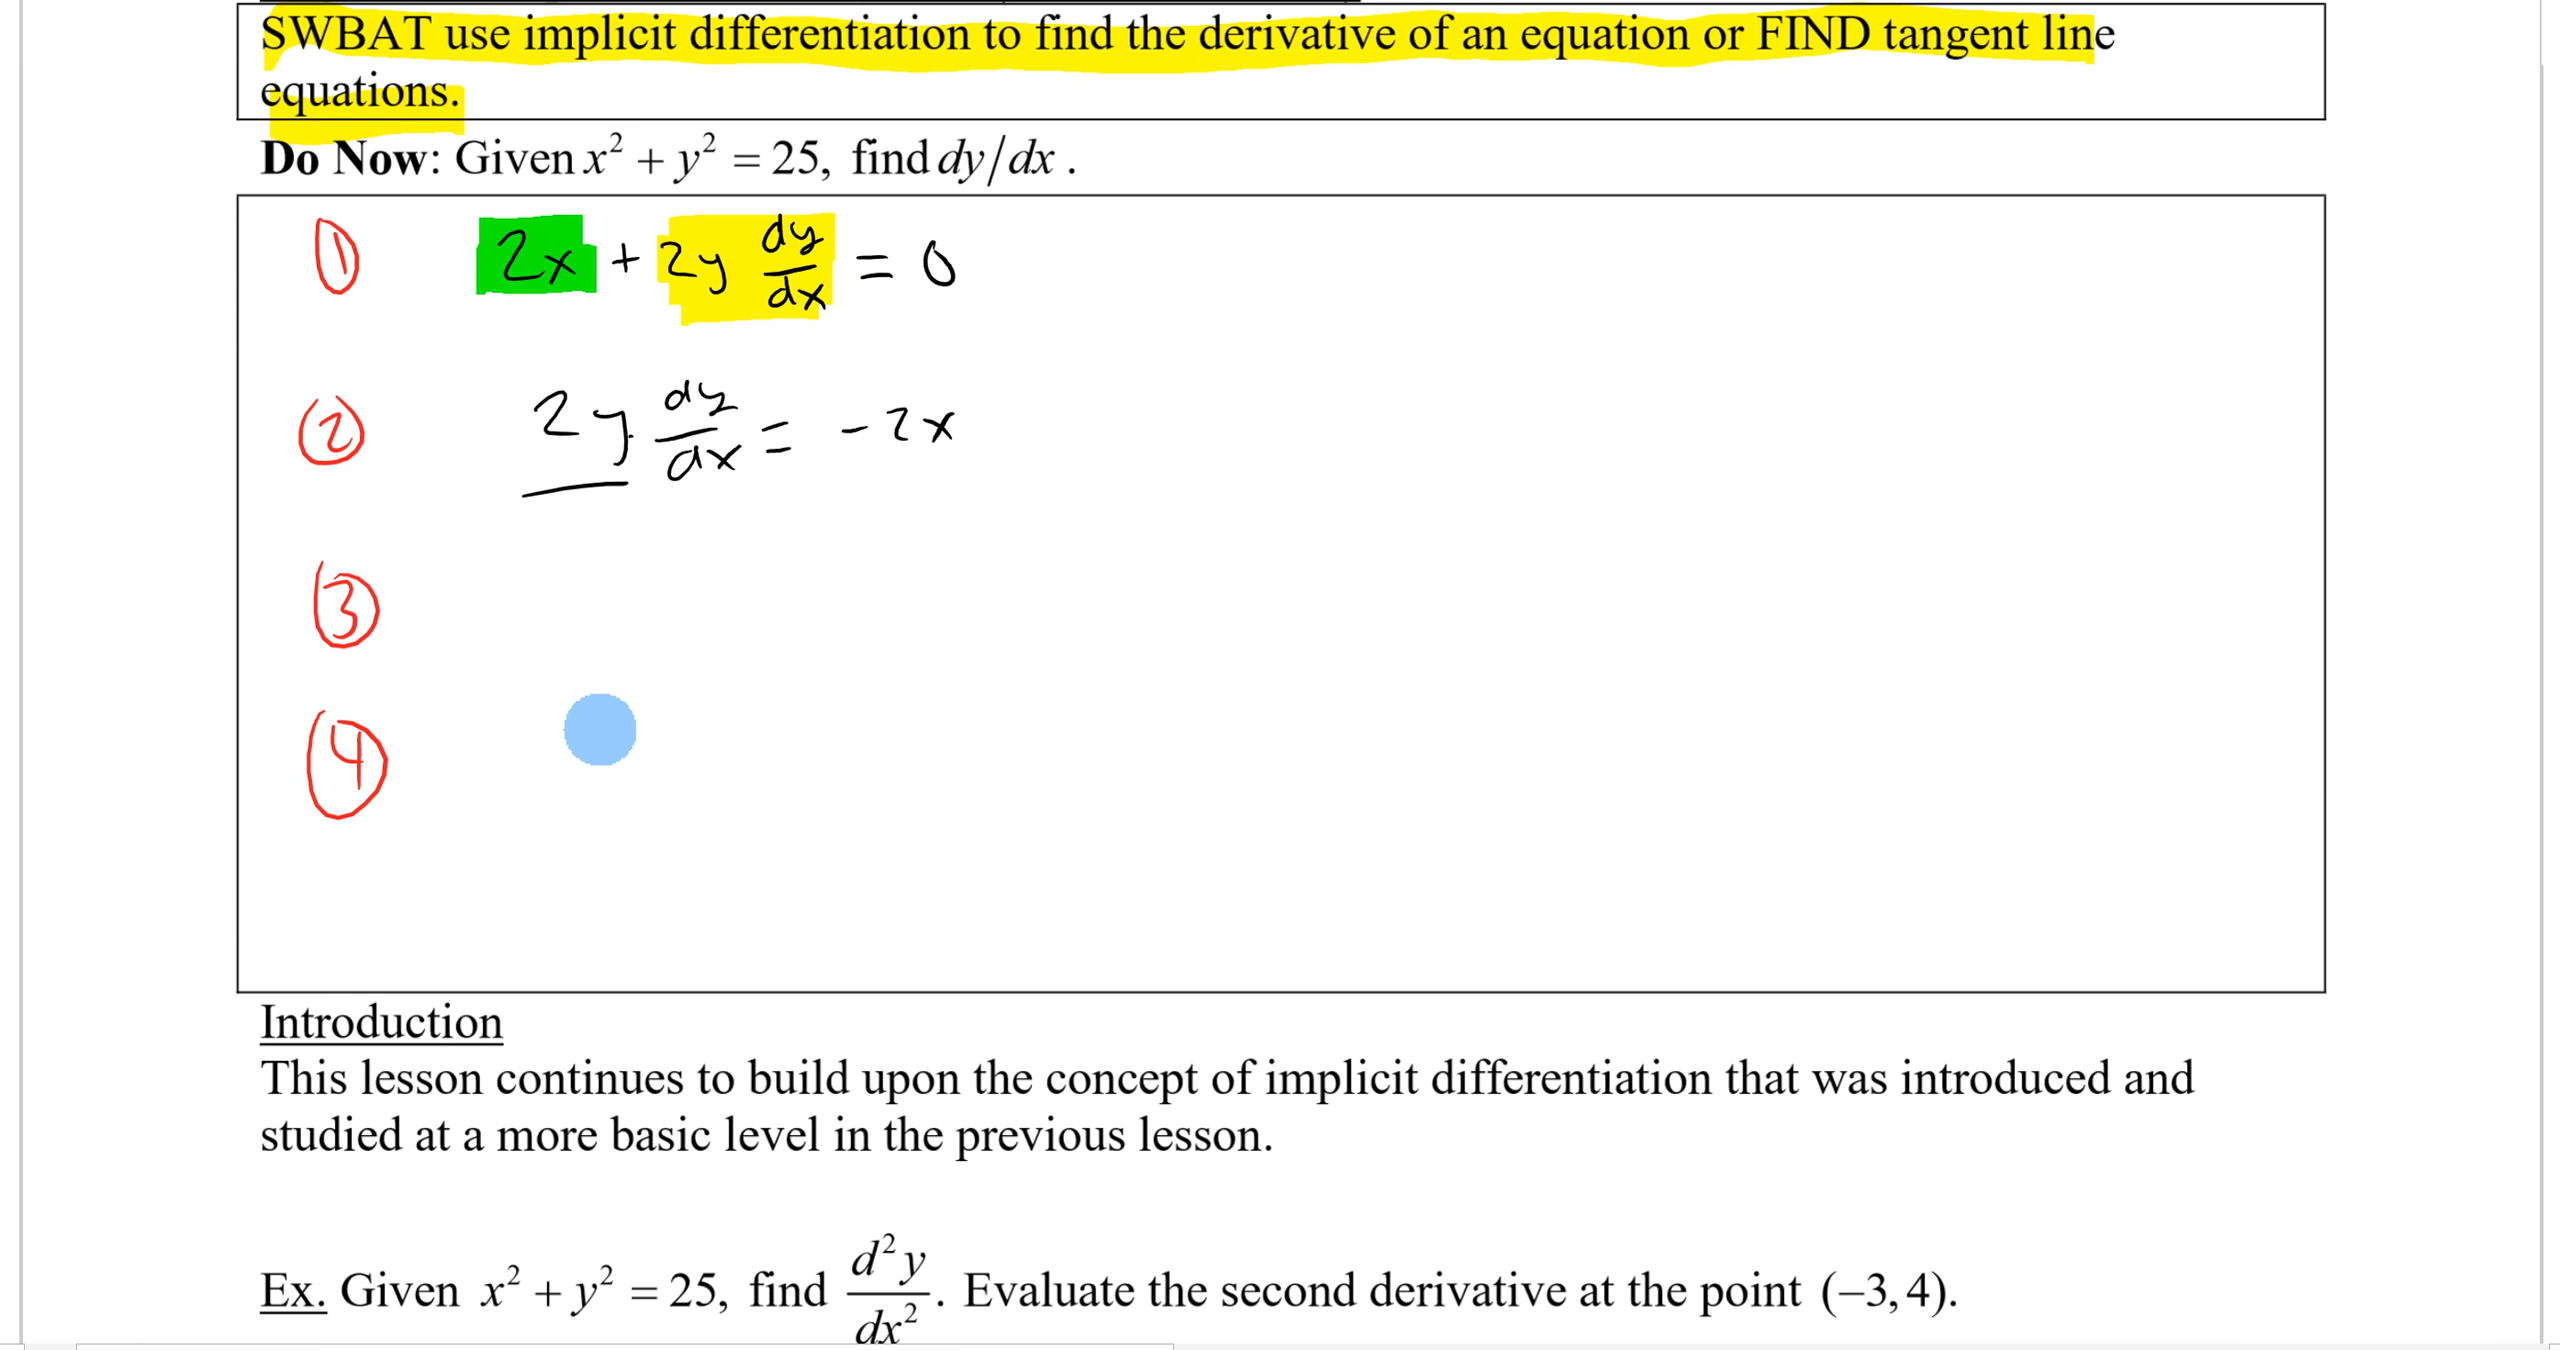 SWBAT use implicit differentiation to find the derivative of an equation or FIND tangent line
equations.
Do Now: Given x² + y² = 25, find dy/dx .
① 2x + 2y dy/dx = 0
② 2y dy/dx = -2x
③
④
Introduction
This lesson continues to build upon the concept of implicit differentiation that was introduced and
studied at a more basic level in the previous lesson.
Ex. Given x² + y² = 25, find d²y/dx². Evaluate the second derivative at the point (−3, 4).